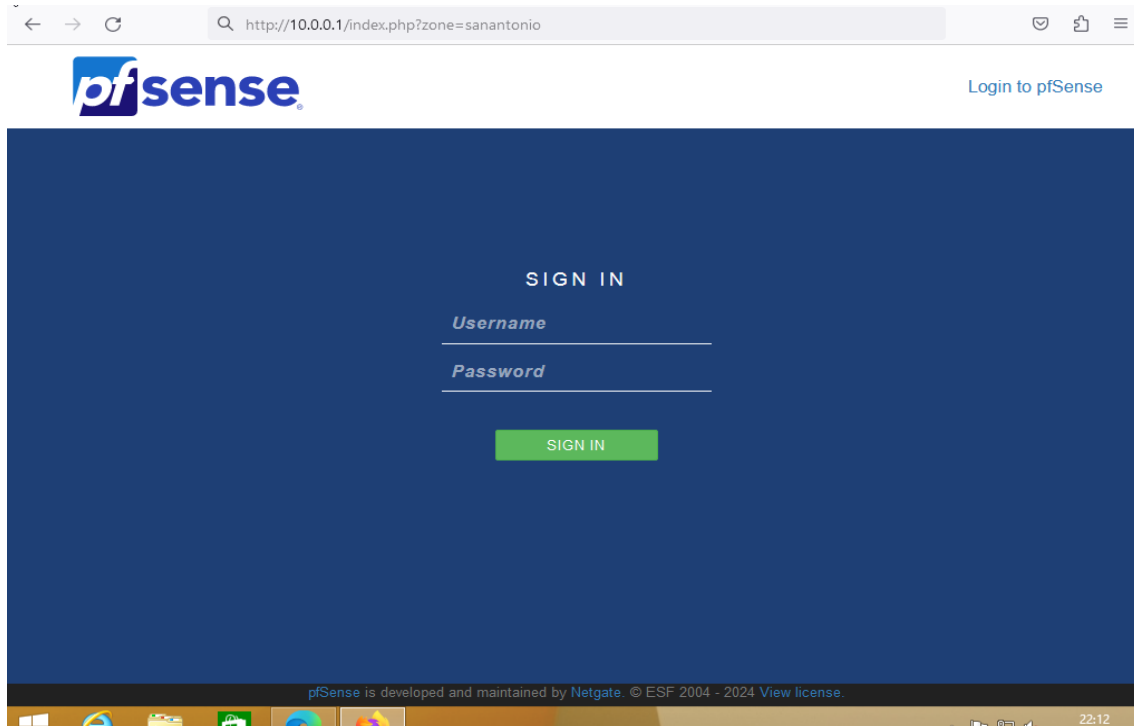 http://10.0.0.1/index.php?zone=sanantonio
pfsense
Login to pfSense
SIGN IN
Username
Password
SIGN IN
pfSense is developed and maintained by Netgate. © ESF 2004 - 2024 View license.
22:12